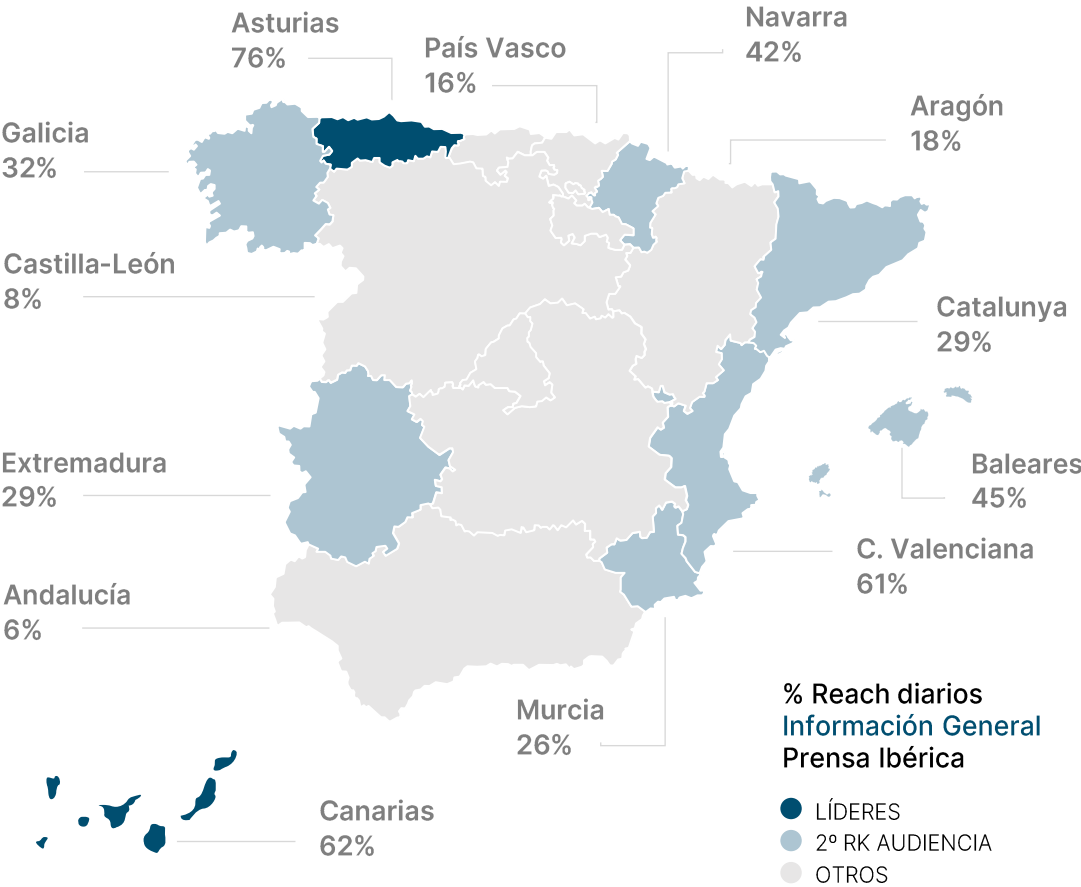 Asturias
76%
País Vasco
16%
Navarra
42%
Aragón
18%
Galicia
32%
Castilla-León
8%
Catalunya
29%
Extremadura
29%
Baleares
45%
C. Valenciana
61%
Andalucía
6%
Murcia
26%
Canarias
62%
% Reach diarios
Información General
Prensa Ibérica
LÍDERES
2º RK AUDIENCIA
OTROS